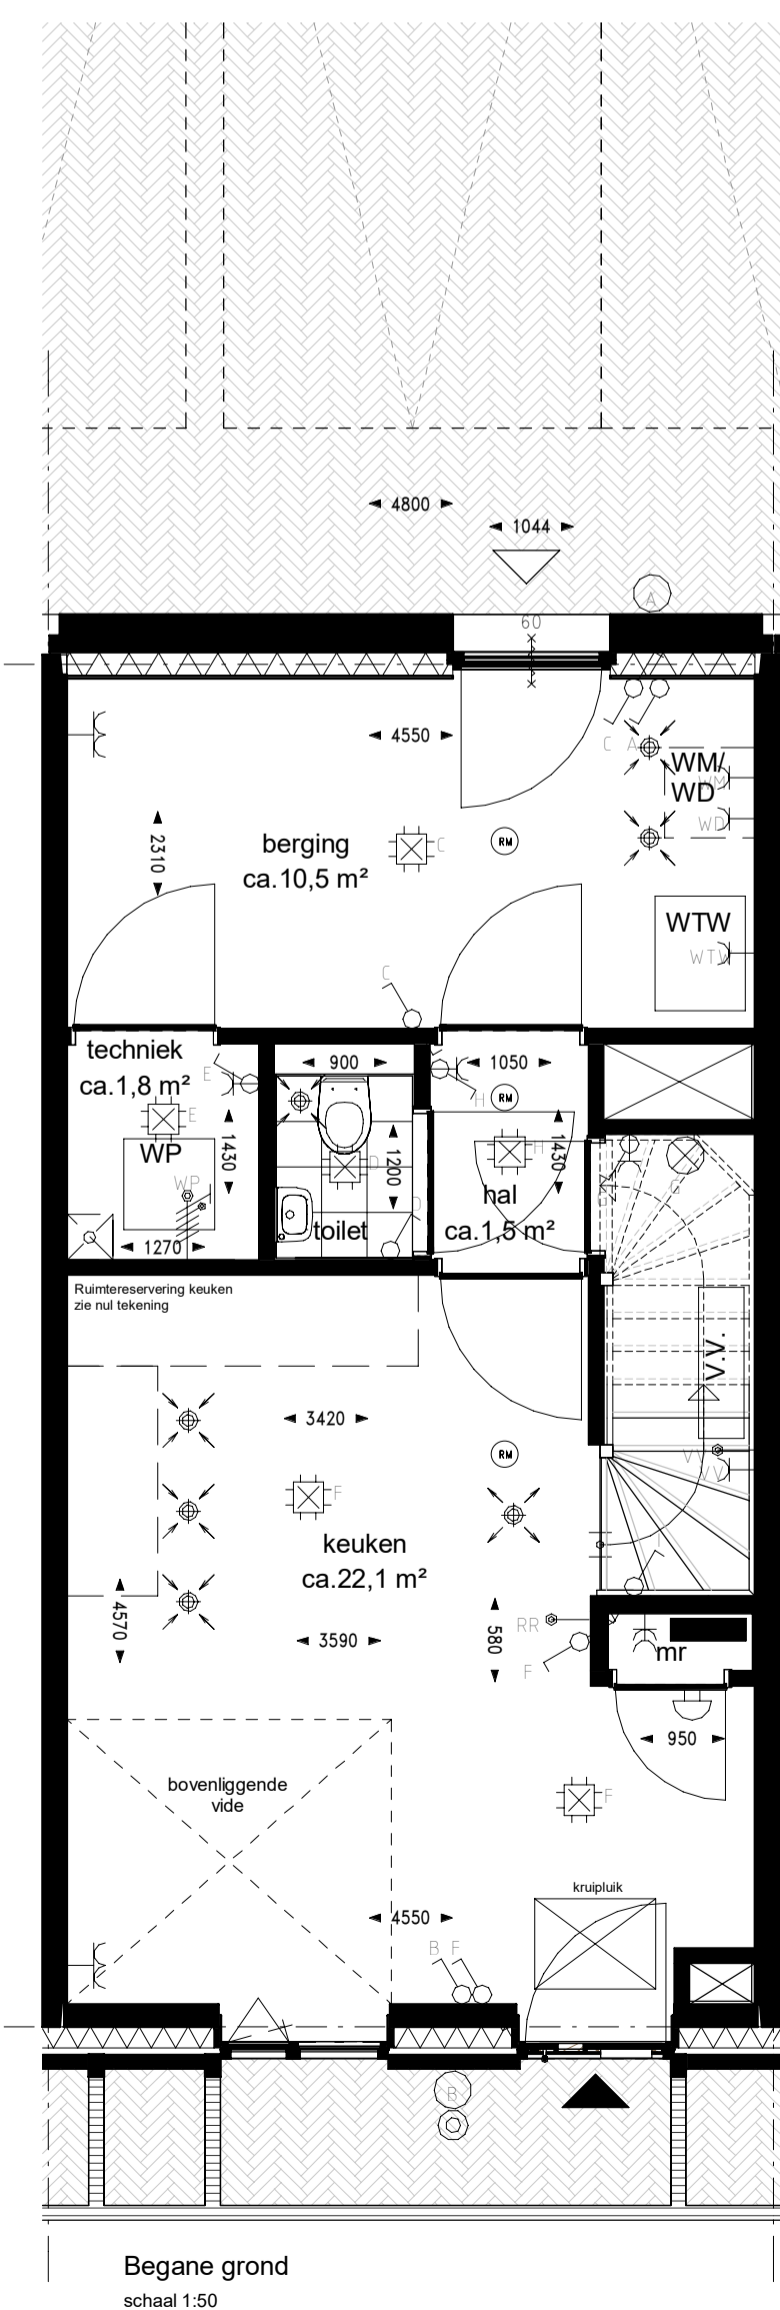 4800
1044
A
60
4550
C A
WM/
WD
WM
WD
2310
berging
ca.10,5 m²
C
RM
WTW
WTW
C
techniek
ca.1,8 m²
E
900
1050
H
RM
E
WP
WP
1430
1200
D
H
1430
G
hal
ca.1,5 m²
D
toilet
1270
Ruimtereservering keuken
zie nul tekening
V.V.
3420
RM
VV
VV
F
keuken
ca.22,1 m²
4570
3590
580
RR
F
mr
950
bovenliggende
vide
F
kruipluik
4550
B F
B
Begane grond
schaal 1:50